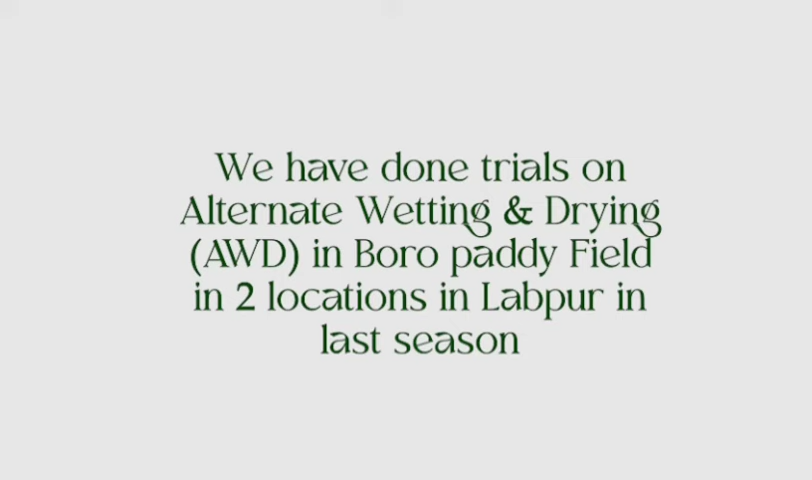 We have done trials on
Alternate Wetting & Drying
(AWD) in Boro paddy Field
in 2 locations in Labpur in
last season